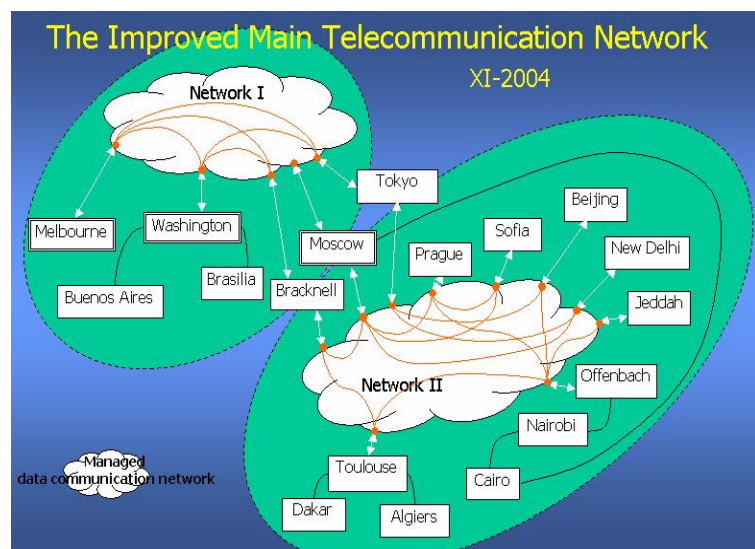 The Improved Main Telecommunication Network
XI-2004
Network I
Tokyo
Beijing
Melbourne
Washington
Moscow
Sofia
Prague
New Delhi
Brasilia
Buenos Aires
Bracknell
Jeddah
Network II
Offenbach
Nairobi
Managed
data communication network
Toulouse
Cairo
Dakar
Algiers